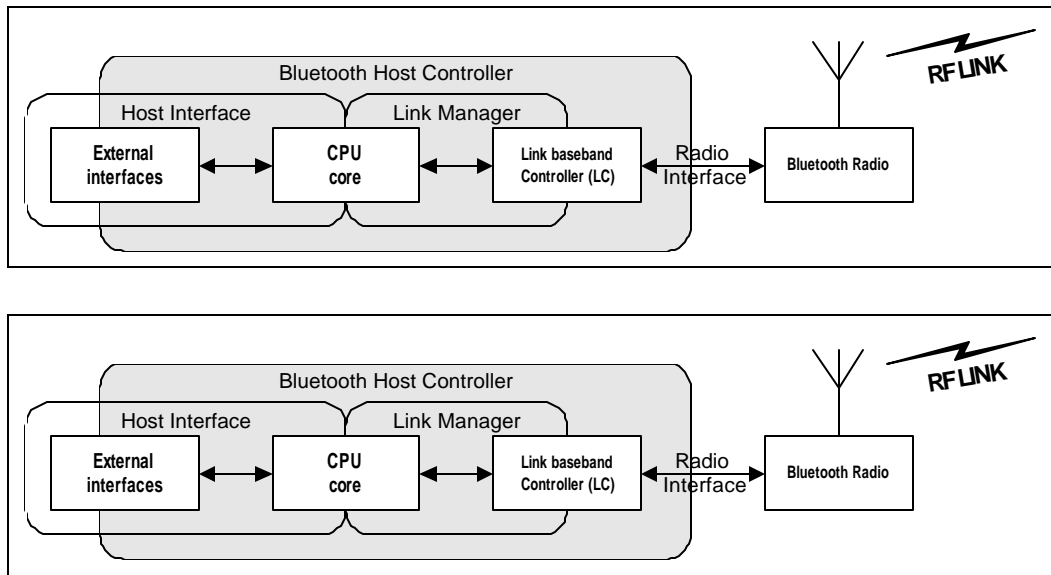 RF LINK
Bluetooth Host Controller
Host Interface
Link Manager
External
interfaces
CPU
core
Link baseband
Controller (LC)
Radio
Interface
Bluetooth Radio
RF LINK
Bluetooth Host Controller
Host Interface
Link Manager
External
interfaces
CPU
core
Link baseband
Controller (LC)
Radio
Interface
Bluetooth Radio